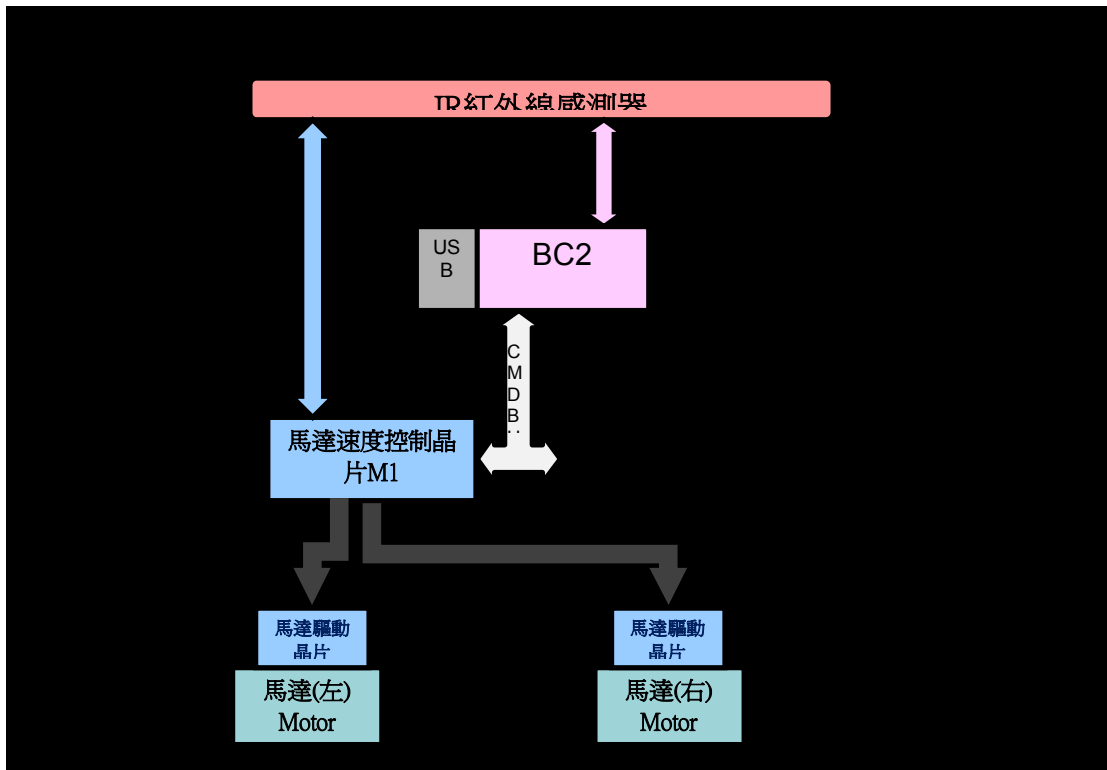 IR紅外線感測器
US
B
BC2
C
M
D
B
馬達速度控制晶
片M1
馬達驅動
晶片
馬達驅動
晶片
馬達(左)
Motor
馬達(右)
Motor